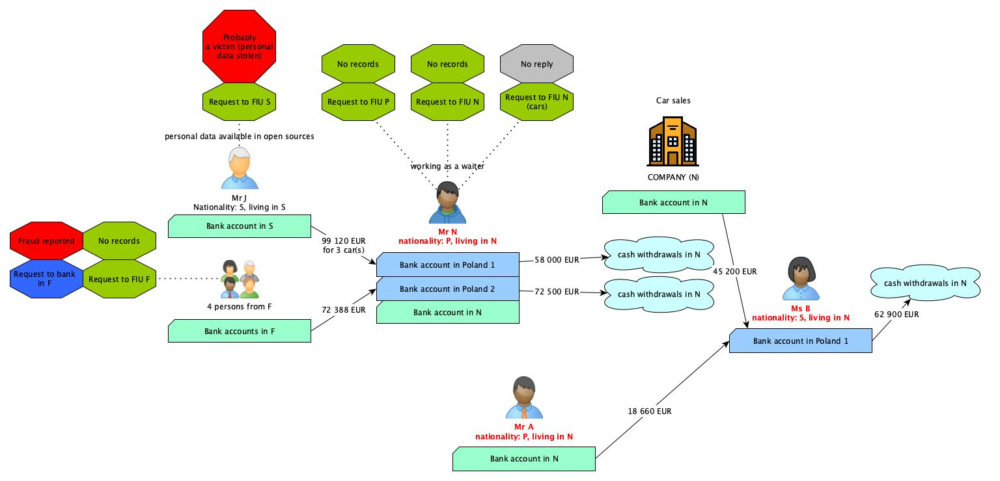 Probably
a victim (personal
data stolen)
Request to FIU S
personal data available in open sources
Mr J
Nationality: S, living in S
Bank account in S
99 120 EUR
for 3 car(s)
No records
Request to FIU P
No records
Request to FIU N
No reply
Request to FIU N
(cars)
working as a waiter
Mr N
nationality: P, living in N
Bank account in Poland 1
Bank account in Poland 2
Bank account in N
Fraud reported
No records
Request to bank
in F
Request to FIU F
4 persons from F
Bank accounts in F
72 388 EUR
58 000 EUR
cash withdrawals in N
72 500 EUR
cash withdrawals in N
Car sales
COMPANY (N)
Bank account in N
45 200 EUR
Ms B
nationality: S, living in N
Bank account in Poland 1
62 900 EUR
cash withdrawals in N
Mr A
nationality: P, living in N
Bank account in N
18 660 EUR